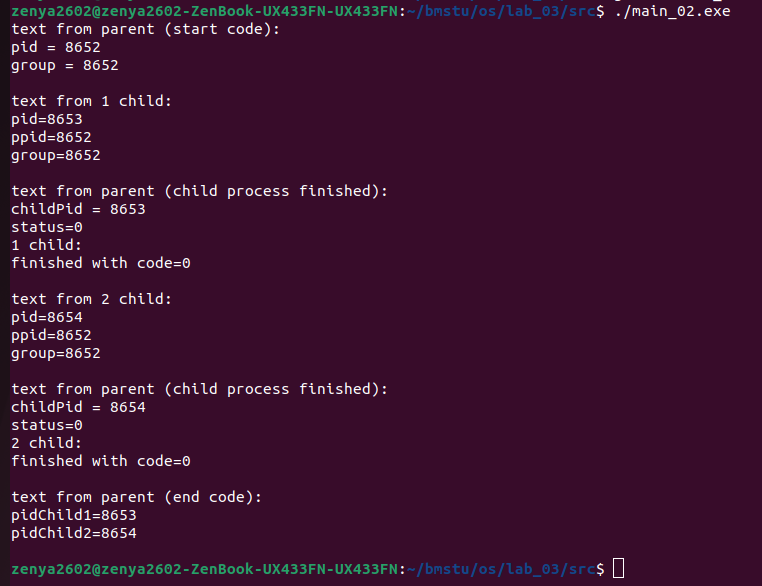 zenya2602@zenya2602-ZenBook-UX433FN-UX433FN:~/bmstu/os/lab_03/src$ ./main_02.exe
text from parent (start code):
pid = 8652
group = 8652

text from 1 child:
pid=8653
ppid=8652
group=8652

text from parent (child process finished):
childPid = 8653
status=0
1 child:
finished with code=0

text from 2 child:
pid=8654
ppid=8652
group=8652

text from parent (child process finished):
childPid = 8654
status=0
2 child:
finished with code=0

text from parent (end code):
pidChild1=8653
pidChild2=8654

zenya2602@zenya2602-ZenBook-UX433FN-UX433FN:~/bmstu/os/lab_03/src$